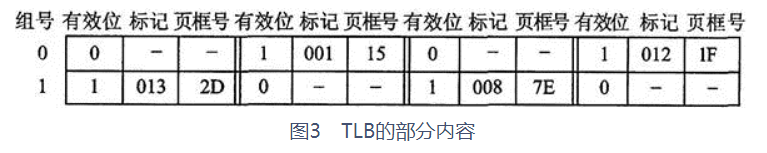 组号 有效位 标记 页框号 有效位 标记 页框号 有效位 标记 页框号 有效位 标记 页框号
0 0 - - 1 001 15 0 - - 1 012 1F
1 1 013 2D 0 - - 1 008 7E 0 - -
图3 TLB的部分内容